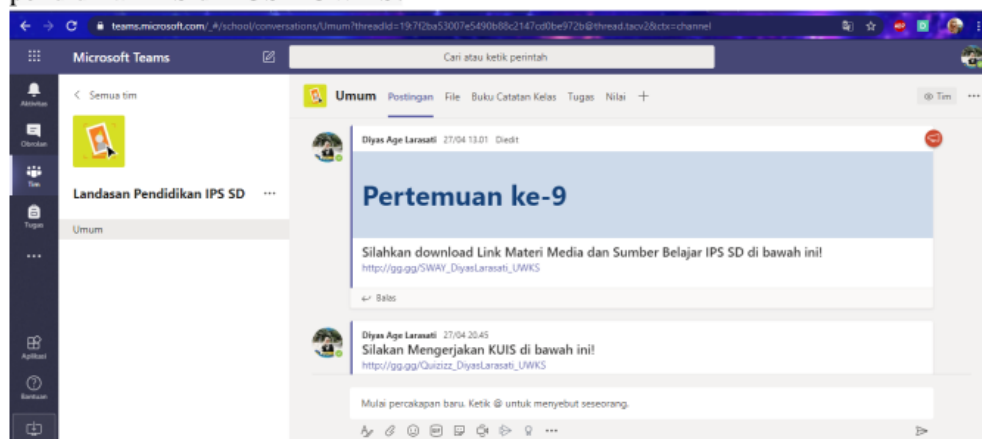 teams.microsoft.com/_#/school/conversations/Umum?threadId=19:7f2ba53007e5490b88c2147cd0be972b@thread.tacv2&ctx=channel
Microsoft Teams
Cari atau ketik perintah
Aktivitas
Obrolan
Tim
Tugas
Aplikasi
Bantuan
Semua tim
Landasan Pendidikan IPS SD
Umum
Umum Postingan File Buku Catatan Kelas Tugas Nilai +
Tim
Diyas Age Larasati 27/04 13.01 Diedit
Pertemuan ke-9
Silahkan download Link Materi Media dan Sumber Belajar IPS SD di bawah ini!
http://gg.gg/SWAY_DiyasLarasati_UWKS
Balas
Diyas Age Larasati 27/04 20.45
Silakan Mengerjakan KUIS di bawah ini!
http://gg.gg/Quizizz_DiyasLarasati_UWKS
Mulai percakapan baru. Ketik @ untuk menyebut seseorang.